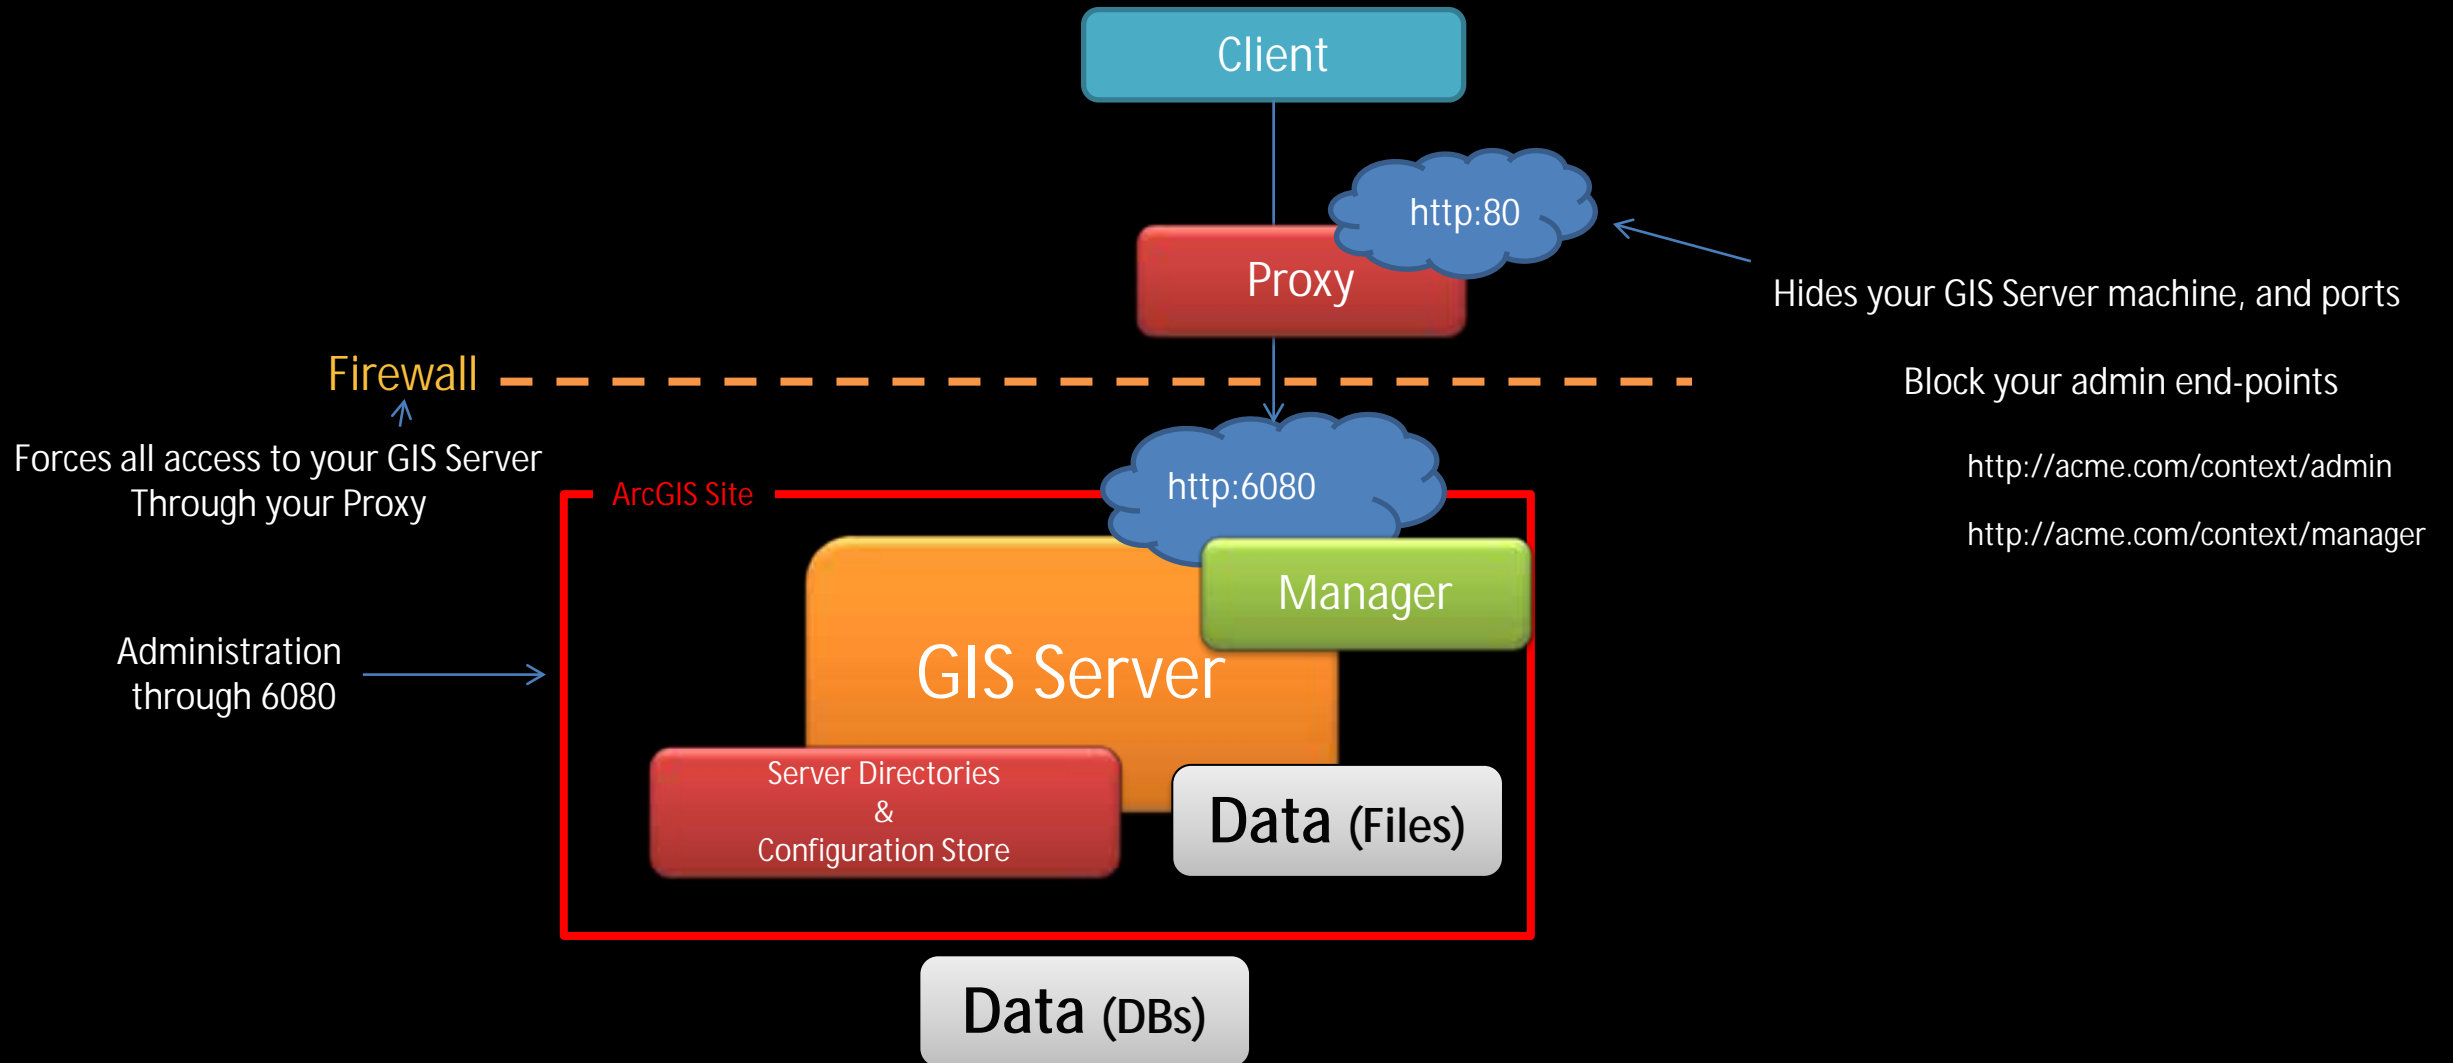 Client
http:80
Proxy
Hides your GIS Server machine, and ports
Firewall
Block your admin end-points
Forces all access to your GIS Server
Through your Proxy
http://acme.com/context/admin
http://acme.com/context/manager
ArcGIS Site
http:6080
Manager
GIS Server
Administration
through 6080
Server Directories
&
Configuration Store
Data (Files)
Data (DBs)